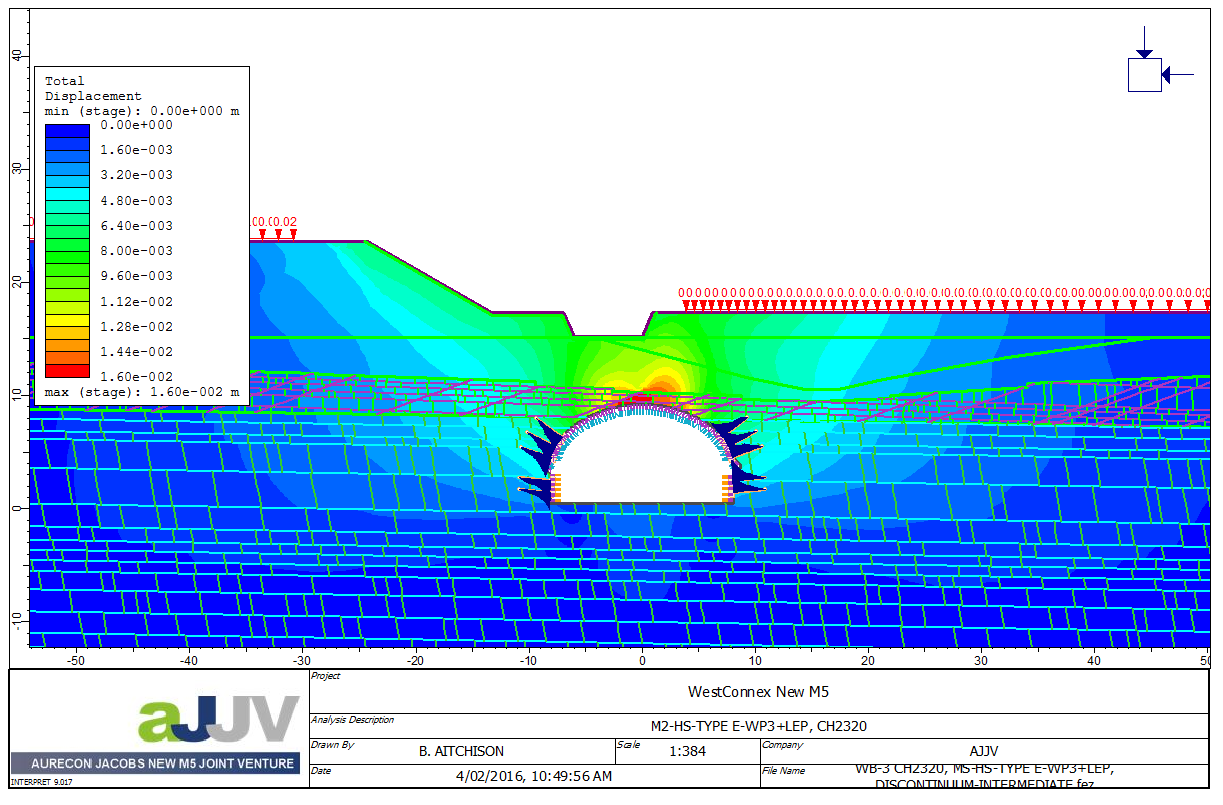 40
30
20
10
0
-10
Total
Displacement
min (stage): 0.00e+000 m
0.00e+000
1.60e-003
3.20e-003
4.80e-003
6.40e-003
8.00e-003
9.60e-003
1.12e-002
1.28e-002
1.44e-002
1.60e-002
max (stage): 1.60e-002 m
-50 -40 -30 -20 -10 0 10 20 30 40 50
Project
WestConnex New M5
Analysis Description
M2-HS-TYPE E-WP3+LEP, CH2320
Drawn By
B. AITCHISON
Scale
1:384
Company
AJJV
Date
4/02/2016, 10:49:56 AM
File Name
WB-3 CH2320, MS-HS-TYPE E-WP3+LEP,
DISCONTINUUM-INTERMEDIATE.fez
aJJV
AURECON JACOBS NEW M5 JOINT VENTURE
INTERPRET 9.017